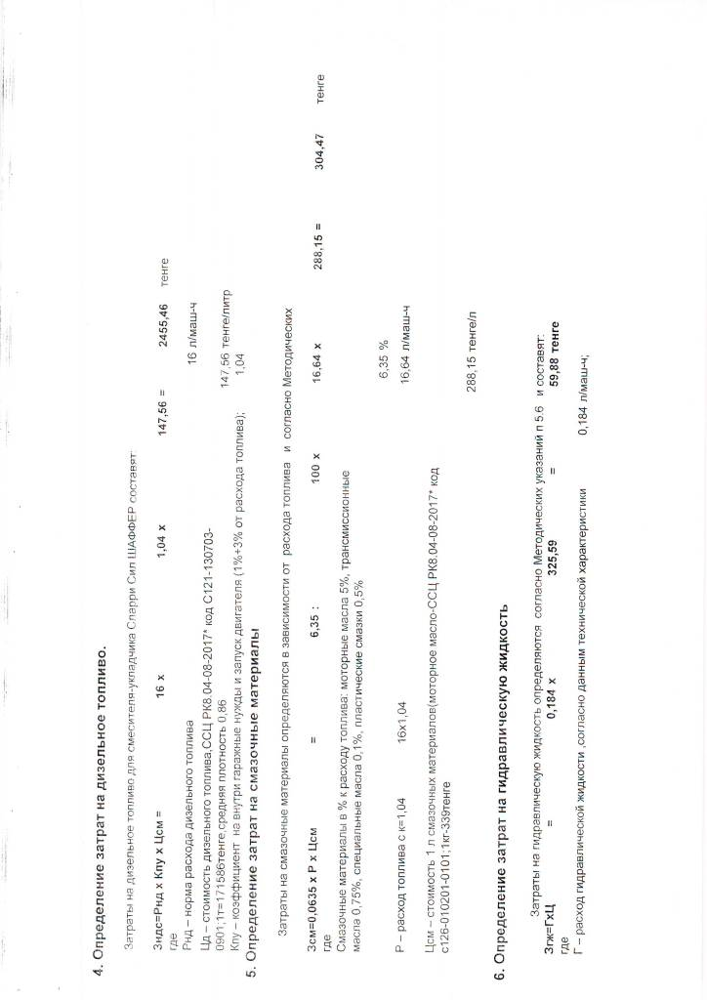 4. Определение затрат на дизельное топливо.
Затраты на дизельное топливо для смесителя-укладчика Сларри Сил ШАФФЕР составят:
Зндс=Рнд х Кпу х Цсм = 16 х 1,04 х 147,56 = 2455,46 тенге
где
Рнд – норма расхода дизельного топлива 16 л/маш-ч
Цд – стоимость дизельного топлива,ССЦ РК8.04-08-2017* код С121-130703-
0901;1т=171586тенге,средняя плотность 0,86 147,56 тенге/литр
Кпу – коэффициент на внутри гаражные нужды и запуск двигателя (1%+3% от расхода топлива); 1,04
5. Определение затрат на смазочные материалы
Затраты на смазочные материалы определяются в зависимости от расхода топлива и согласно Методических
Зсм=0,0635 х Р х Цсм = 6,35 : 100 х 16,64 х 288,15 = 304,47 тенге
где
Смазочные материалы в % к расходу топлива: моторные масла 5%, трансмиссионные
масла 0,75%, специальные масла 0,1%, пластические смазки 0,5% 6,35 %
Р – расход топлива с к=1,04 16х1,04 16,64 л/маш-ч
Цсм – стоимость 1 л смазочных материалов(моторное масло-ССЦ РК8.04-08-2017* код
с126-010201-0101;1кг-339тенге 288,15 тенге/л
6. Определение затрат на гидравлическую жидкость
Затраты на гидравлическую жидкость определяются согласно Методических указаний п 5.6 и составят:
Згж=ГхЦ = 0,184 х 325,59 = 59,88 тенге
где
Г – расход гидравлической жидкости ,согласно данным технической характеристики 0,184 л/маш-ч;